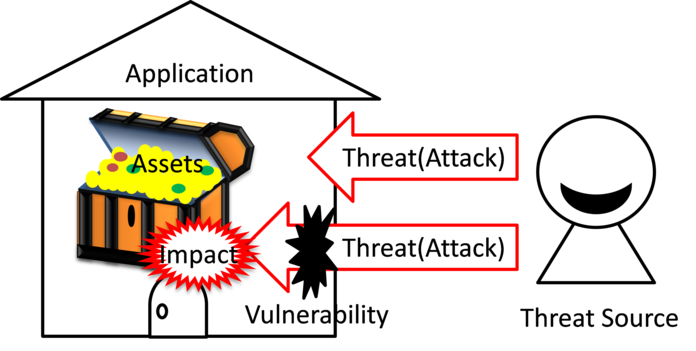 Application
Assets
Threat(Attack)
Impact
Threat(Attack)
Vulnerability
Threat Source